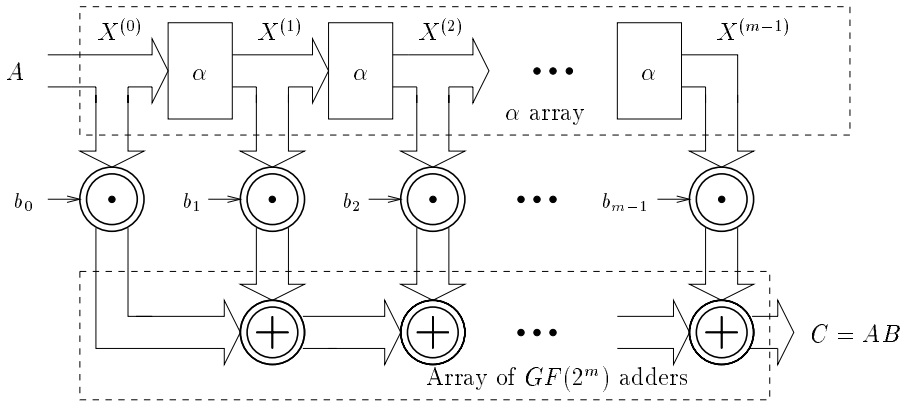 X^{(0)} X^{(1)} X^{(2)} X^{(m−1)}
A α α ••• α
α array
b_0 b_1 b_2 ••• b_{m−1}
••• C = AB
Array of GF(2^m) adders